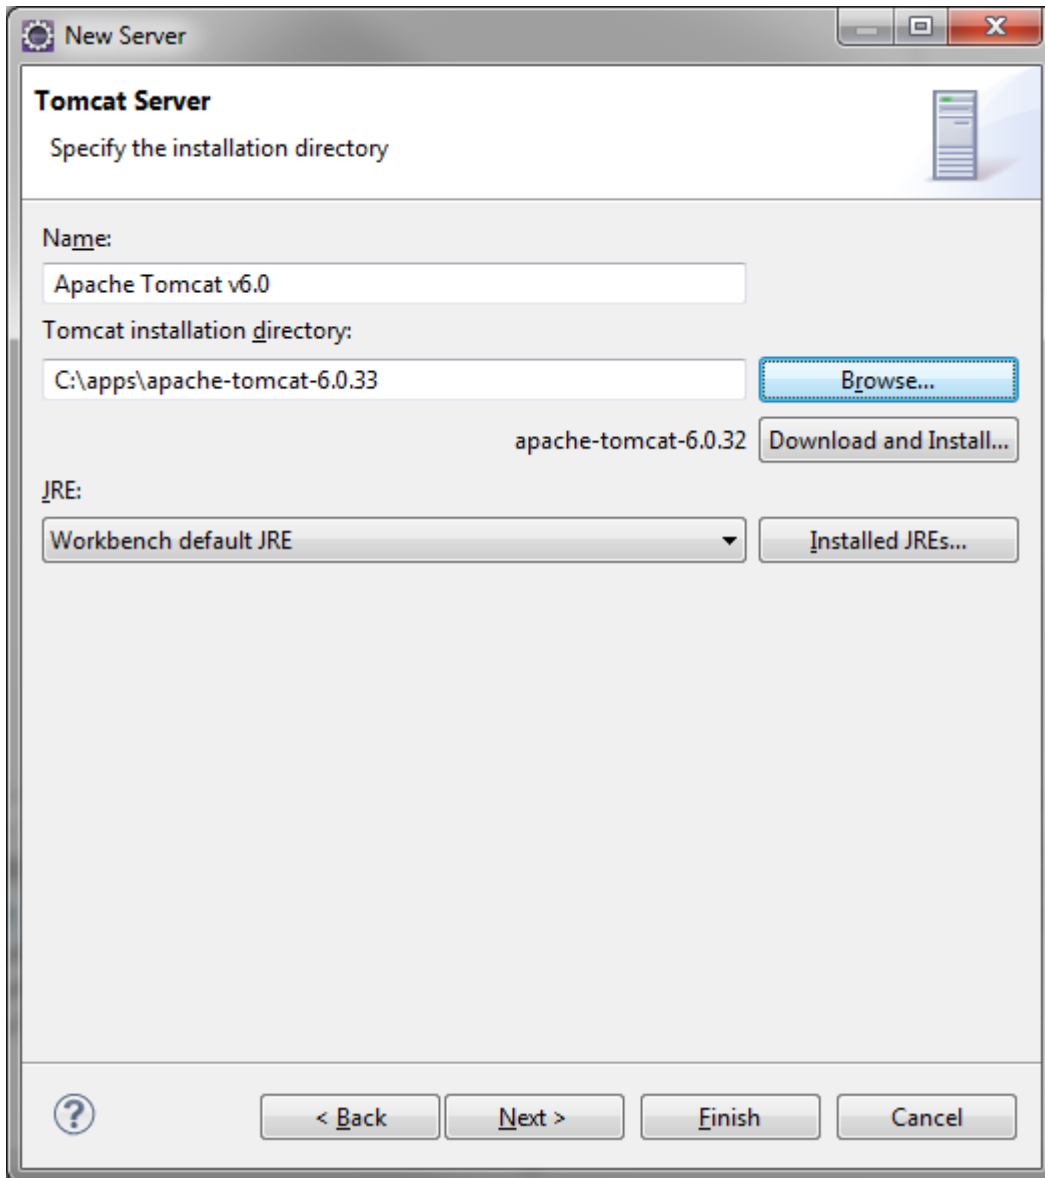 New Server
Tomcat Server
Specify the installation directory
Name:
Apache Tomcat v6.0
Tomcat installation directory:
C:\apps\apache-tomcat-6.0.33
Browse...
apache-tomcat-6.0.32
Download and Install...
JRE:
Workbench default JRE
Installed JREs...
?
< Back
Next >
Finish
Cancel